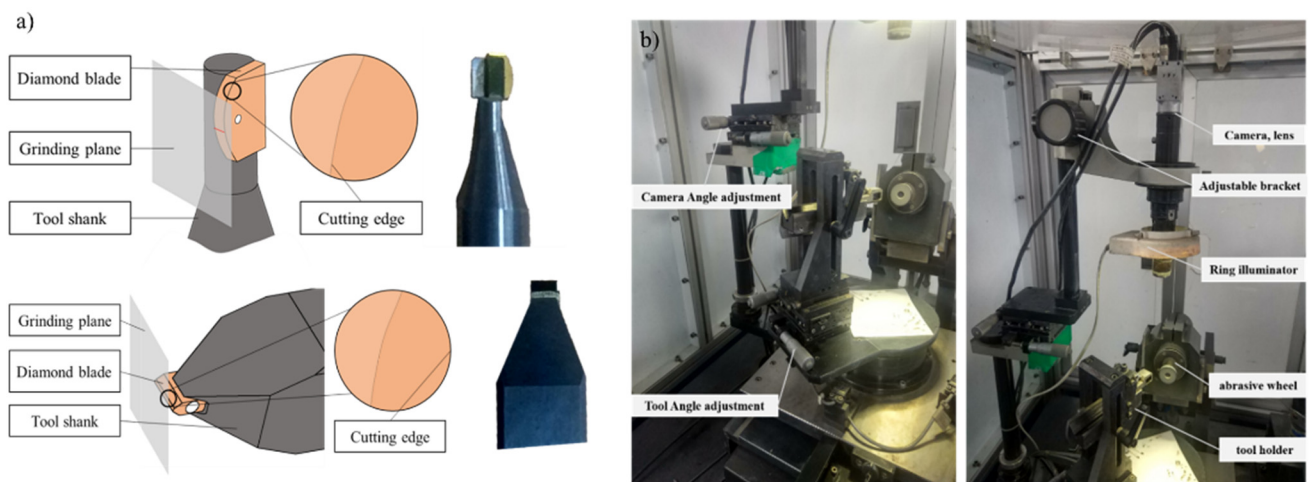 a)
Diamond blade
Grinding plane
Tool shank
Cutting edge
Grinding plane
Diamond blade
Tool shank
Cutting edge
b)
Camera Angle adjustment
Tool Angle adjustment
Camera, lens
Adjustable bracket
Ring illuminator
abrasive wheel
tool holder